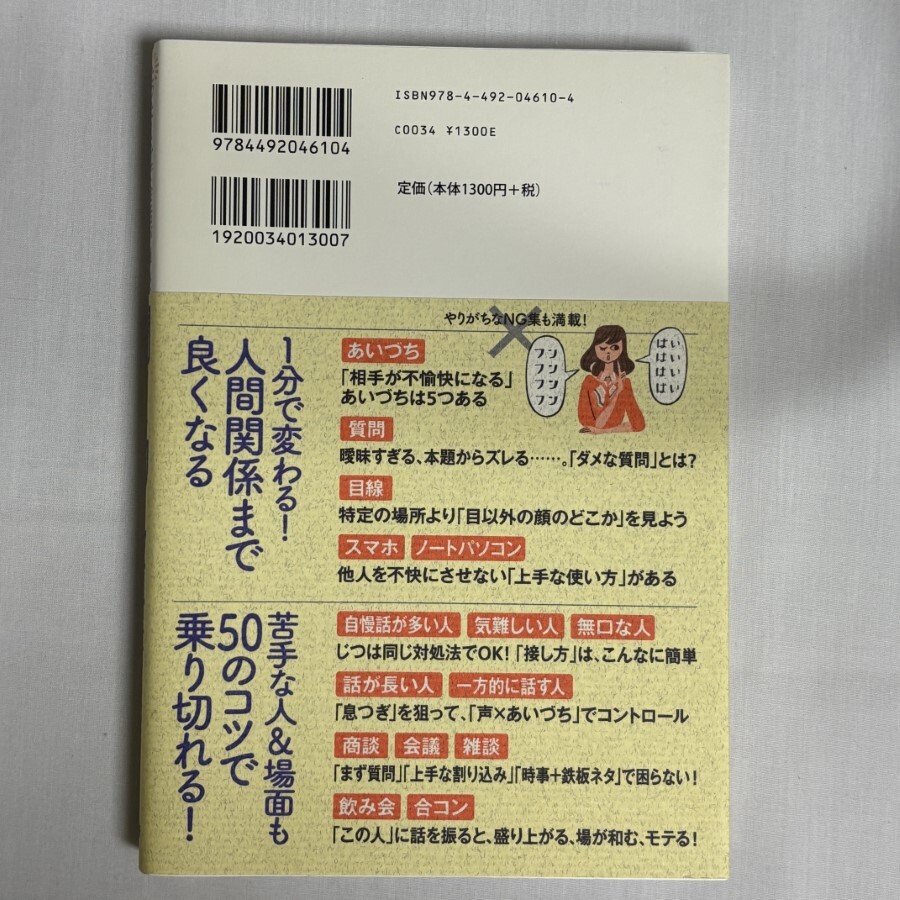 ISBN978-4-492-04610-4
9784492046104
C0034 ¥1300E
定価(本体1300円+税)
1920034013007
やりがちなNG集も満載!
フン
フン
フン
フン
はい
はい
はい
はい
1分で変わる!
人間関係まで
良くなる
あいづち
「相手が不愉快になる」
あいづちは5つある
質問
曖昧すぎる、本題からズレる……。「ダメな質問」とは?
目線
特定の場所より「目以外の顔のどこか」を見よう
スマホ ノートパソコン
他人を不快にさせない「上手な使い方」がある
苦手な人&場面も
50のコツで
乗り切れる!
自慢話が多い人 気難しい人 無口な人
じつは同じ対処法でOK!「接し方」は、こんなに簡単
話が長い人 一方的に話す人
「息つぎ」を狙って、「声×あいづち」でコントロール
商談 会議 雑談
「まず質問」「上手な割り込み」「時事+鉄板ネタ」で困らない!
飲み会 合コン
「この人」に話を振ると、盛り上がる、場が和む、モテる!